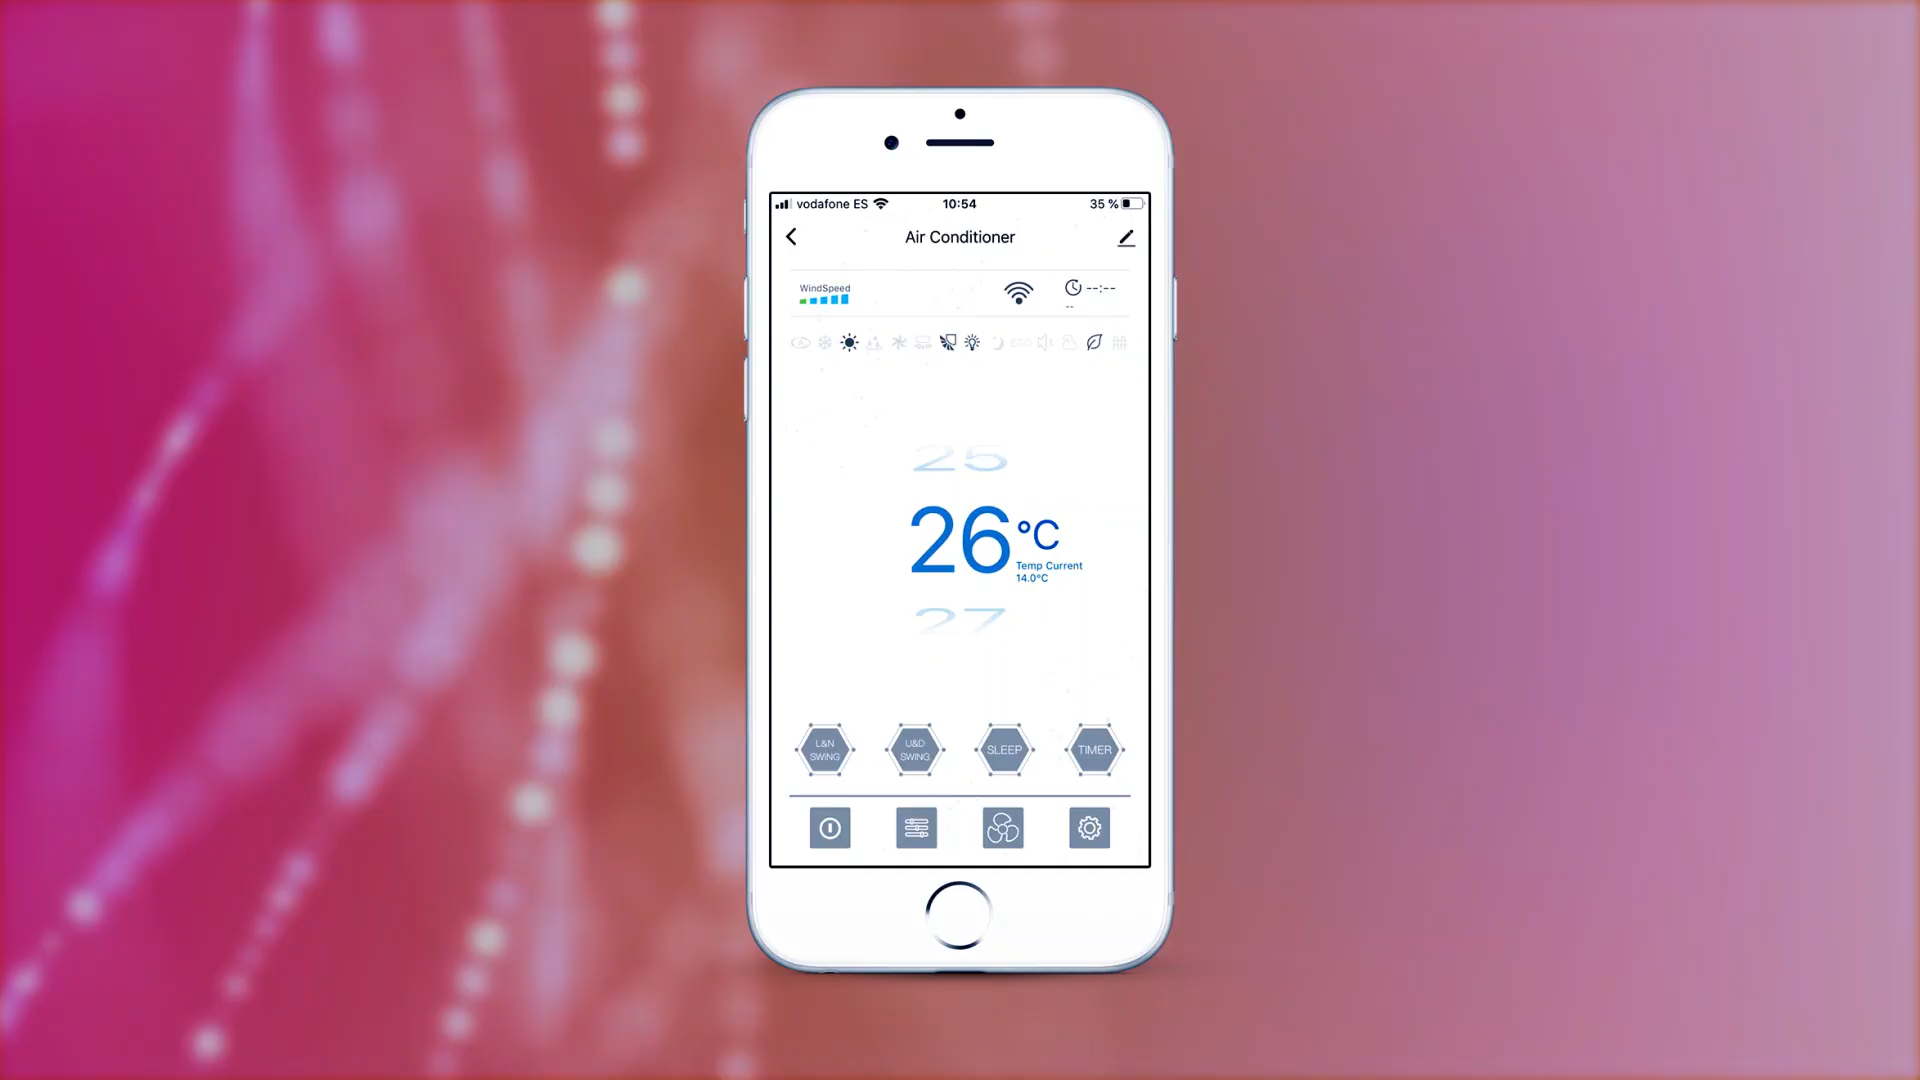 vodafone ES 10:54 35 %
Air Conditioner
WindSpeed
--:--
--
ECO
25
26 °C
Temp Current
14.0°C
27
L&N SWING
U&D SWING
SLEEP
TIMER